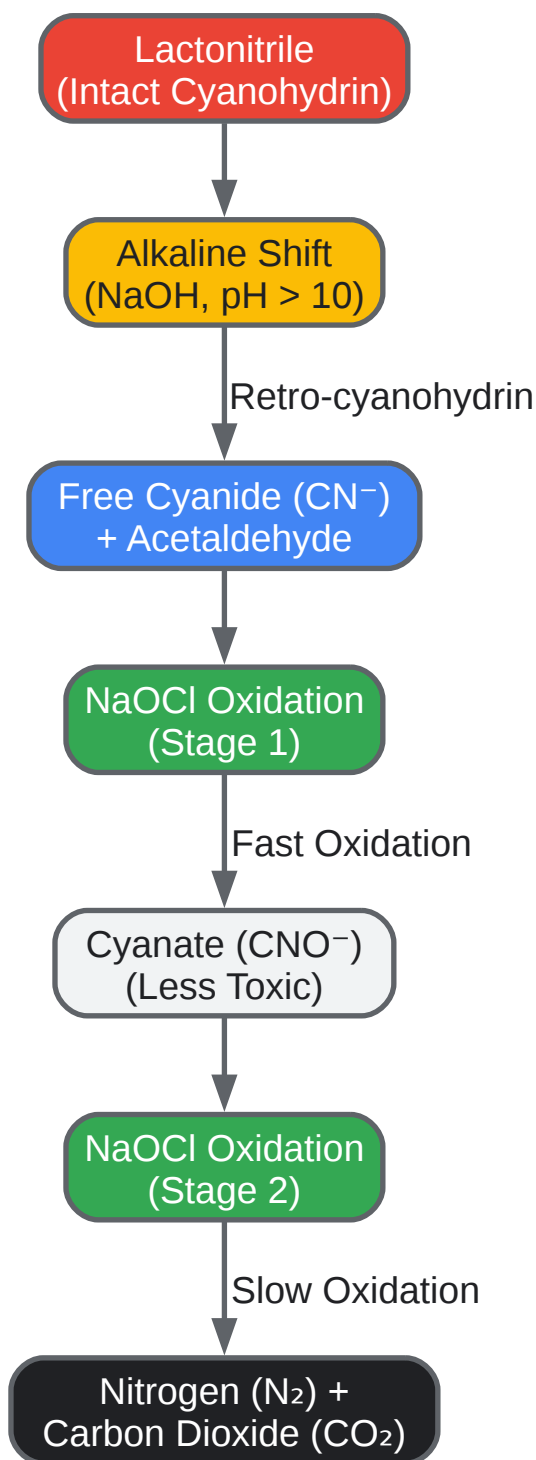 Lactonitrile
(Intact Cyanohydrin)
Alkaline Shift
(NaOH, pH > 10)
Retro-cyanohydrin
Free Cyanide (CN⁻)
+ Acetaldehyde
NaOCl Oxidation
(Stage 1)
Fast Oxidation
Cyanate (CNO⁻)
(Less Toxic)
NaOCl Oxidation
(Stage 2)
Slow Oxidation
Nitrogen (N₂) +
Carbon Dioxide (CO₂)